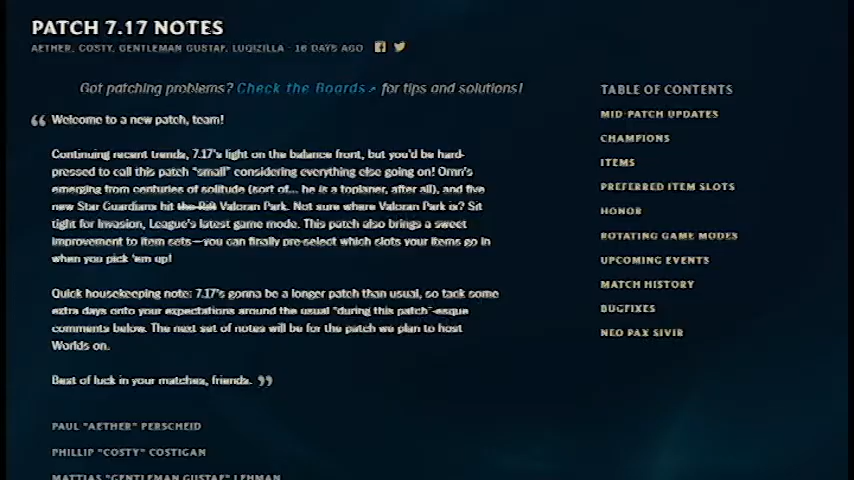 PATCH 7.17 NOTES
AETHER, COSTY, GENTLEMAN GUSTAF, LUQIZILLA · 16 DAYS AGO
Got patching problems? Check the Boards for tips and solutions!
“ Welcome to a new patch, team!
Continuing recent trends, 7.17's light on the balance front, but you'd be hard-
pressed to call this patch "small" considering everything else going on! Ornn's
emerging from centuries of solitude (sort of... he is a toplaner, after all), and five
new Star Guardians hit the Rift Valoran Park. Not sure where Valoran Park is? Sit
tight for Invasion, League's latest game mode. This patch also brings a sweet
improvement to item sets—you can finally pre-select which slots your items go in
when you pick 'em up!
Quick housekeeping note: 7.17's gonna be a longer patch than usual, so tack some
extra days onto your expectations around the usual "during this patch"-esque
comments below. The next set of notes will be for the patch we plan to host
Worlds on.
Best of luck in your matches, friends. ”
PAUL "AETHER" PERSCHEID
PHILLIP "COSTY" COSTIGAN
MATTIAS "GENTLEMAN GUSTAF" LEHMAN
TABLE OF CONTENTS
MID-PATCH UPDATES
CHAMPIONS
ITEMS
PREFERRED ITEM SLOTS
HONOR
ROTATING GAME MODES
UPCOMING EVENTS
MATCH HISTORY
BUGFIXES
NEO PAX SIVIR